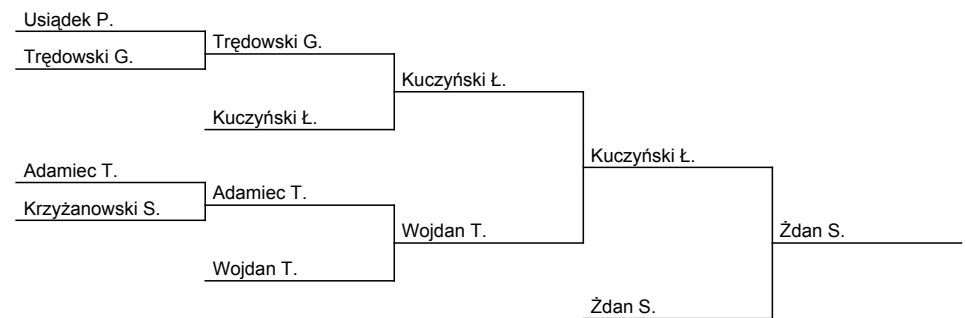 Usiądek P.
Trędowski G.
Trędowski G.
Kuczyński Ł.
Kuczyński Ł.
Kuczyński Ł.
Adamiec T.
Adamiec T.
Krzyżanowski S.
Wojdan T.
Żdan S.
Wojdan T.
Żdan S.